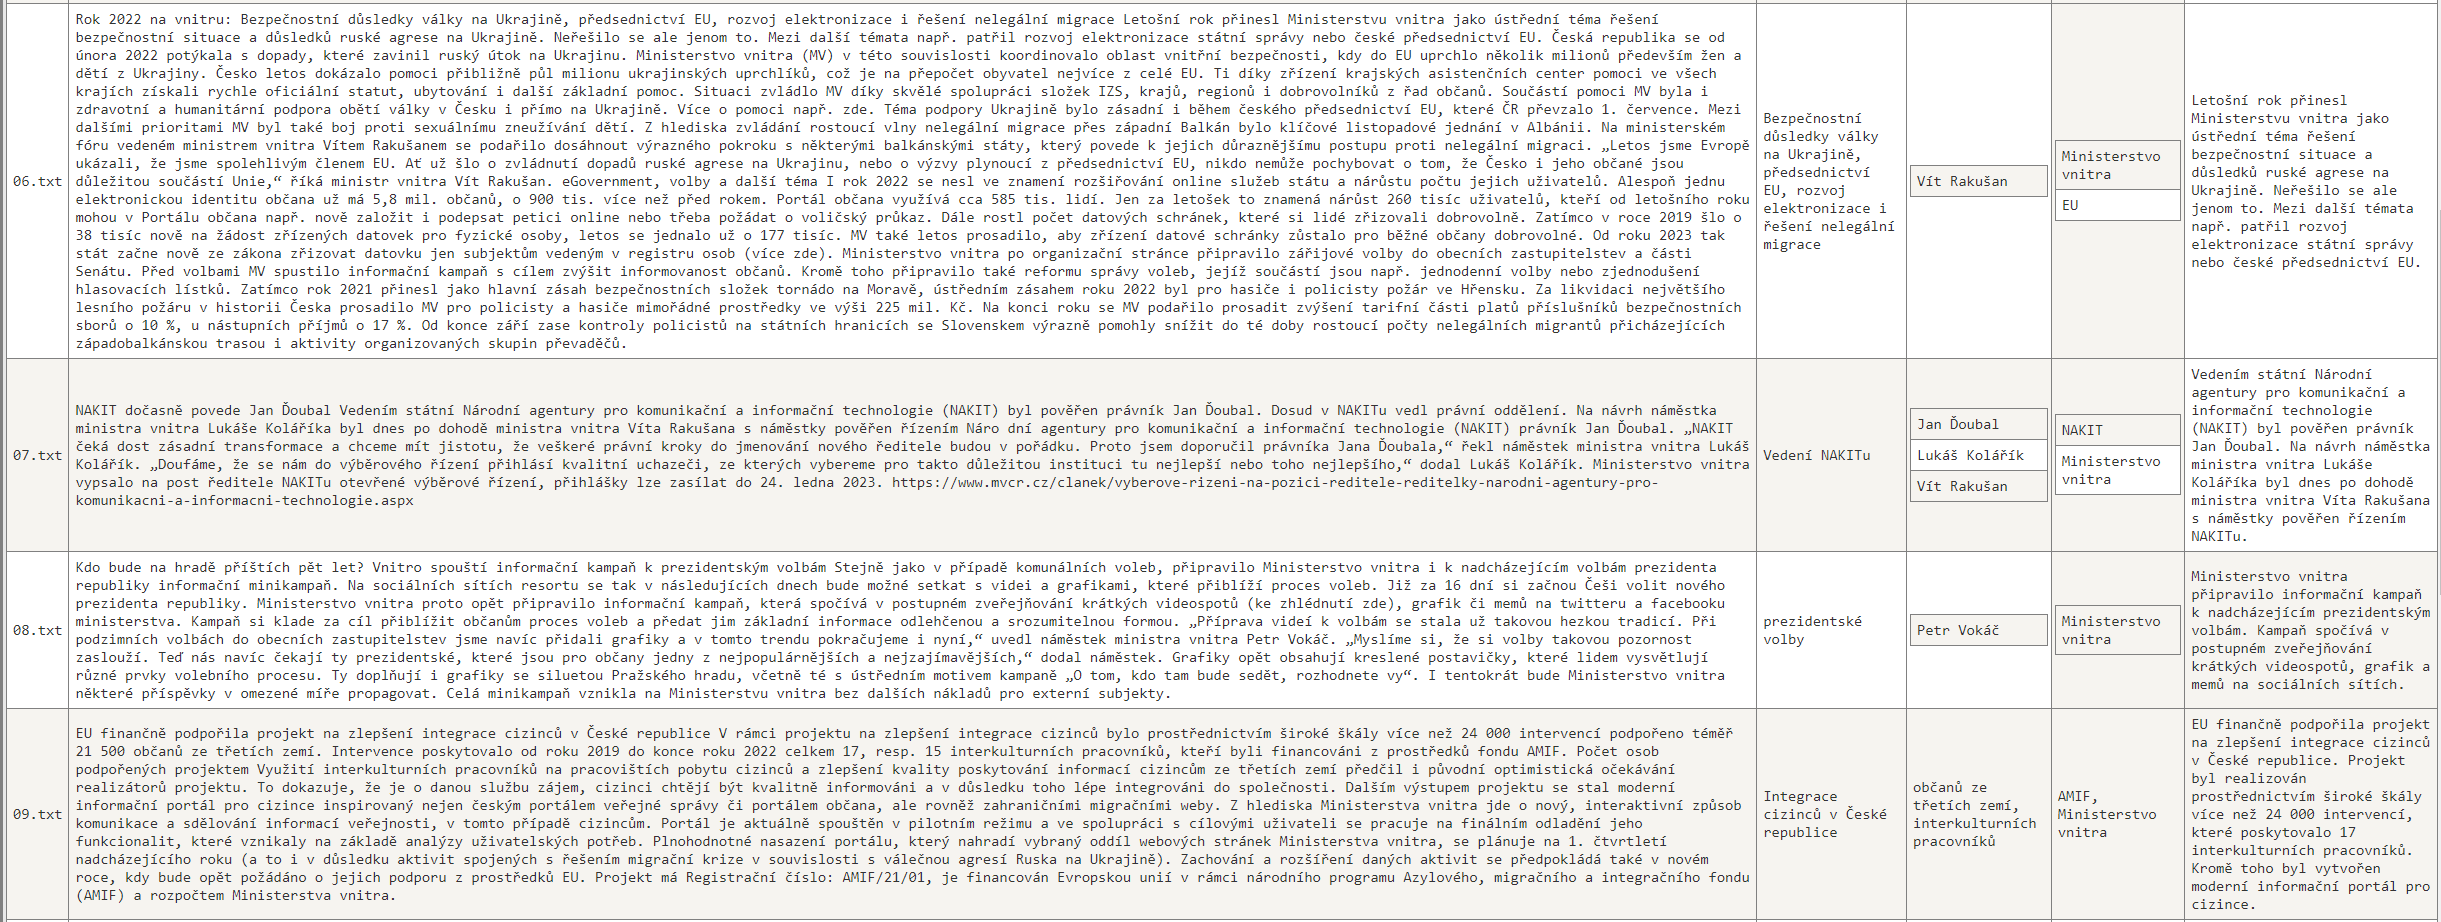 06.txt
Rok 2022 na vnitru: Bezpečnostní důsledky války na Ukrajině, předsednictví EU, rozvoj elektronizace i řešení nelegální migrace Letošní rok přinesl Ministerstvu vnitra jako ústřední téma řešení
bezpečnostní situace a důsledků ruské agrese na Ukrajině. Neřešilo se ale jenom to. Mezi další témata např. patřil rozvoj elektronizace státní správy nebo české předsednictví EU. Česká republika se od
února 2022 potýkala s dopady, které zavinil ruský útok na Ukrajinu. Ministerstvo vnitra (MV) v této souvislosti koordinovalo oblast vnitřní bezpečnosti, kdy do EU uprchlo několik milionů především žen a
dětí z Ukrajiny. Česko letos dokázalo pomoci přibližně půl milionu ukrajinských uprchlíků, což je na přepočet obyvatel nejvíce z celé EU. Ti díky zřízení krajských asistenčních center pomoci ve všech
krajích získali rychle oficiální statut, ubytování i další základní pomoc. Situaci zvládlo MV díky skvělé spolupráci složek IZS, krajů, regionů i dobrovolníků z řad občanů. Součástí pomoci MV byla i
zdravotní a humanitární podpora obětí války v Česku i přímo na Ukrajině. Více o pomoci např. zde. Téma podpory Ukrajině bylo zásadní i během českého předsednictví EU, které ČR převzalo 1. července. Mezi
dalšími prioritami MV byl také boj proti sexuálnímu zneužívání dětí. Z hlediska zvládání rostoucí vlny nelegální migrace přes západní Balkán bylo klíčové listopadové jednání v Albánii. Na ministerském
fóru vedeném ministrem vnitra Vítem Rakušanem se podařilo dosáhnout výrazného pokroku s některými balkánskými státy, který povede k jejich důraznějšímu postupu proti nelegální migraci. „Letos jsme Evropě
ukázali, že jsme spolehlivým členem EU. Ať už šlo o zvládnutí dopadů ruské agrese na Ukrajinu, nebo o výzvy plynoucí z předsednictví EU, nikdo nemůže pochybovat o tom, že Česko i jeho občané jsou
důležitou součástí Unie,“ říká ministr vnitra Vít Rakušan. eGovernment, volby a další téma I rok 2022 se nesl ve znamení rozšiřování online služeb státu a nárůstu počtu jejich uživatelů. Alespoň jednu
elektronickou identitu občana už má 5,8 mil. občanů, o 900 tis. více než před rokem. Portál občana využívá cca 585 tis. lidí. Jen za letošek to znamená nárůst 260 tisíc uživatelů, kteří od letošního roku
mohou v Portálu občana např. nově založit i podepsat petici online nebo třeba požádat o voličský průkaz. Dále rostl počet datových schránek, které si lidé zřizovali dobrovolně. Zatímco v roce 2019 šlo o
38 tisíc nově na žádost zřízených datovek pro fyzické osoby, letos se jednalo už o 177 tisíc. MV také letos prosadilo, aby zřízení datové schránky zůstalo pro běžné občany dobrovolné. Od roku 2023 tak
stát začne nově ze zákona zřizovat datovku jen subjektům vedeným v registru osob (více zde). Ministerstvo vnitra po organizační stránce připravilo zářijové volby do obecních zastupitelstev a části
Senátu. Před volbami MV spustilo informační kampaň s cílem zvýšit informovanost občanů. Kromě toho připravilo také reformu správy voleb, jejíž součástí jsou např. jednodenní volby nebo zjednodušení
hlasovacích lístků. Zatímco rok 2021 přinesl jako hlavní zásah bezpečnostních složek tornádo na Moravě, ústředním zásahem roku 2022 byl pro hasiče i policisty požár ve Hřensku. Za likvidaci největšího
lesního požáru v historii Česka prosadilo MV pro policisty a hasiče mimořádné prostředky ve výši 225 mil. Kč. Na konci roku se MV podařilo prosadit zvýšení tarifní části platů příslušníků bezpečnostních
sborů o 10 %, u nástupních příjmů o 17 %. Od konce září zase kontroly policistů na státních hranicích se Slovenskem výrazně pomohly snížit do té doby rostoucí počty nelegálních migrantů přicházejících
západobalkánskou trasou i aktivity organizovaných skupin převaděčů.
Bezpečnostní
důsledky války
na Ukrajině,
předsednictví
EU, rozvoj
elektronizace i
řešení nelegální
migrace
Vít Rakušan
Ministerstvo
vnitra
EU
Letošní rok přinesl
Ministerstvu vnitra jako
ústřední téma řešení
bezpečnostní situace a
důsledků ruské agrese na
Ukrajině. Neřešilo se ale
jenom to. Mezi další témata
např. patřil rozvoj
elektronizace státní správy
nebo české předsednictví EU.
07.txt
NAKIT dočasně povede Jan Ďoubal Vedením státní Národní agentury pro komunikační a informační technologie (NAKIT) byl pověřen právník Jan Ďoubal. Dosud v NAKITu vedl právní oddělení. Na návrh náměstka
ministra vnitra Lukáše Koláříka byl dnes po dohodě ministra vnitra Víta Rakušana s náměstky pověřen řízením Náro dní agentury pro komunikační a informační technologie (NAKIT) právník Jan Ďoubal. „NAKIT
čeká dost zásadní transformace a chceme mít jistotu, že veškeré právní kroky do jmenování nového ředitele budou v pořádku. Proto jsem doporučil právníka Jana Ďoubala,“ řekl náměstek ministra vnitra Lukáš
Kolářík. „Doufáme, že se nám do výběrového řízení přihlásí kvalitní uchazeči, ze kterých vybereme pro takto důležitou instituci tu nejlepší nebo toho nejlepšího,“ dodal Lukáš Kolářík. Ministerstvo vnitra
vypsalo na post ředitele NAKITu otevřené výběrové řízení, přihlášky lze zasílat do 24. ledna 2023. https://www.mvcr.cz/clanek/vyberove-rizeni-na-pozici-reditele-reditelky-narodni-agentury-pro-
komunikacni-a-informacni-technologie.aspx
Vedení NAKITu
Jan Ďoubal
Lukáš Kolářík
Vít Rakušan
NAKIT
Ministerstvo
vnitra
Vedením státní Národní
agentury pro komunikační a
informační technologie
(NAKIT) byl pověřen právník
Jan Ďoubal. Na návrh náměstka
ministra vnitra Lukáše
Koláříka byl dnes po dohodě
ministra vnitra Víta Rakušana
s náměstky pověřen řízením
NAKITu.
08.txt
Kdo bude na hradě příštích pět let? Vnitro spouští informační kampaň k prezidentským volbám Stejně jako v případě komunálních voleb, připravilo Ministerstvo vnitra i k nadcházejícím volbám prezidenta
republiky informační minikampaň. Na sociálních sítích resortu se tak v následujících dnech bude možné setkat s videi a grafikami, které přiblíží proces voleb. Již za 16 dní si začnou Češi volit nového
prezidenta republiky. Ministerstvo vnitra proto opět připravilo informační kampaň, která spočívá v postupném zveřejňování krátkých videospotů (ke zhlédnutí zde), grafik či memů na twitteru a facebooku
ministerstva. Kampaň si klade za cíl přiblížit občanům proces voleb a předat jim základní informace odlehčenou a srozumitelnou formou. „Příprava videí k volbám se stala už takovou hezkou tradicí. Při
podzimních volbách do obecních zastupitelstev jsme navíc přidali grafiky a v tomto trendu pokračujeme i nyní,“ uvedl náměstek ministra vnitra Petr Vokáč. „Myslíme si, že si volby takovou pozornost
zaslouží. Teď nás navíc čekají ty prezidentské, které jsou pro občany jedny z nejpopulárnějších a nejzajímavějších,“ dodal náměstek. Grafiky opět obsahují kreslené postavičky, které lidem vysvětlují
různé prvky volebního procesu. Ty doplňují i grafiky se siluetou Pražského hradu, včetně té s ústředním motivem kampaně „O tom, kdo tam bude sedět, rozhodnete vy“. I tentokrát bude Ministerstvo vnitra
některé příspěvky v omezené míře propagovat. Celá minikampaň vznikla na Ministerstvu vnitra bez dalších nákladů pro externí subjekty.
prezidentské
volby
Petr Vokáč
Ministerstvo
vnitra
Ministerstvo vnitra
připravilo informační kampaň
k nadcházejícím prezidentským
volbám. Kampaň spočívá v
postupném zveřejňování
krátkých videospotů, grafik a
memů na sociálních sítích.
09.txt
EU finančně podpořila projekt na zlepšení integrace cizinců v České republice V rámci projektu na zlepšení integrace cizinců bylo prostřednictvím široké škály více než 24 000 intervencí podpořeno téměř
21 500 občanů ze třetích zemí. Intervence poskytovalo od roku 2019 do konce roku 2022 celkem 17, resp. 15 interkulturních pracovníků, kteří byli financováni z prostředků fondu AMIF. Počet osob
podpořených projektem Využití interkulturních pracovníků na pracovištích pobytu cizinců a zlepšení kvality poskytování informací cizincům ze třetích zemí předčil i původní optimistická očekávání
realizátorů projektu. To dokazuje, že je o danou službu zájem, cizinci chtějí být kvalitně informováni a v důsledku toho lépe integrováni do společnosti. Dalším výstupem projektu se stal moderní
informační portál pro cizince inspirovaný nejen českým portálem veřejné správy či portálem občana, ale rovněž zahraničními migračními weby. Z hlediska Ministerstva vnitra jde o nový, interaktivní způsob
komunikace a sdělování informací veřejnosti, v tomto případě cizincům. Portál je aktuálně spouštěn v pilotním režimu a ve spolupráci s cílovými uživateli se pracuje na finálním odladění jeho
funkcionalit, které vznikaly na základě analýzy uživatelských potřeb. Plnohodnotné nasazení portálu, který nahradí vybraný oddíl webových stránek Ministerstva vnitra, se plánuje na 1. čtvrtletí
nadcházejícího roku (a to i v důsledku aktivit spojených s řešením migrační krize v souvislosti s válečnou agresí Ruska na Ukrajině). Zachování a rozšíření daných aktivit se předpokládá také v novém
roce, kdy bude opět požádáno o jejich podporu z prostředků EU. Projekt má Registrační číslo: AMIF/21/01, je financován Evropskou unií v rámci národního programu Azylového, migračního a integračního fondu
(AMIF) a rozpočtem Ministerstva vnitra.
Integrace
cizinců v České
republice
občanů ze
třetích zemí,
interkulturních
pracovníků
AMIF,
Ministerstvo
vnitra
EU finančně podpořila projekt
na zlepšení integrace cizinců
v České republice. Projekt
byl realizován
prostřednictvím široké škály
více než 24 000 intervencí,
které poskytovalo 17
interkulturních pracovníků.
Kromě toho byl vytvořen
moderní informační portál pro
cizince.